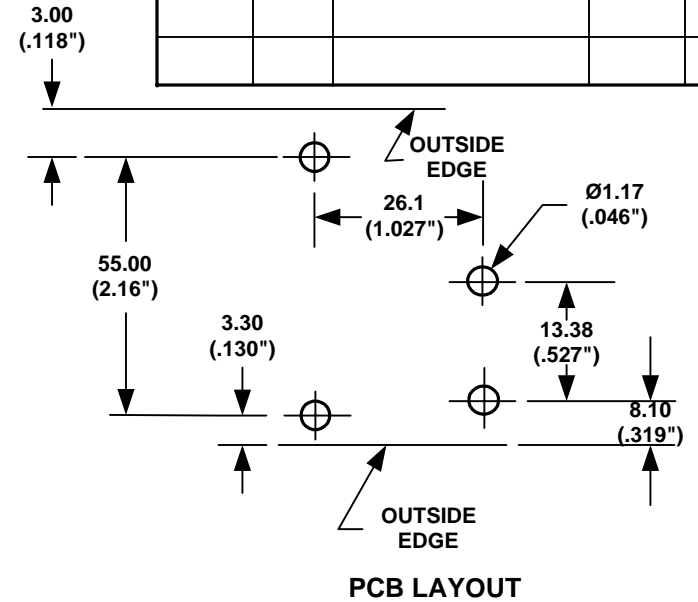 3.00
(.118")
OUTSIDE
EDGE
26.1
(1.027")
Ø1.17
(.046")
55.00
(2.16")
3.30
(.130")
13.38
(.527")
8.10
(.319")
OUTSIDE
EDGE
PCB LAYOUT